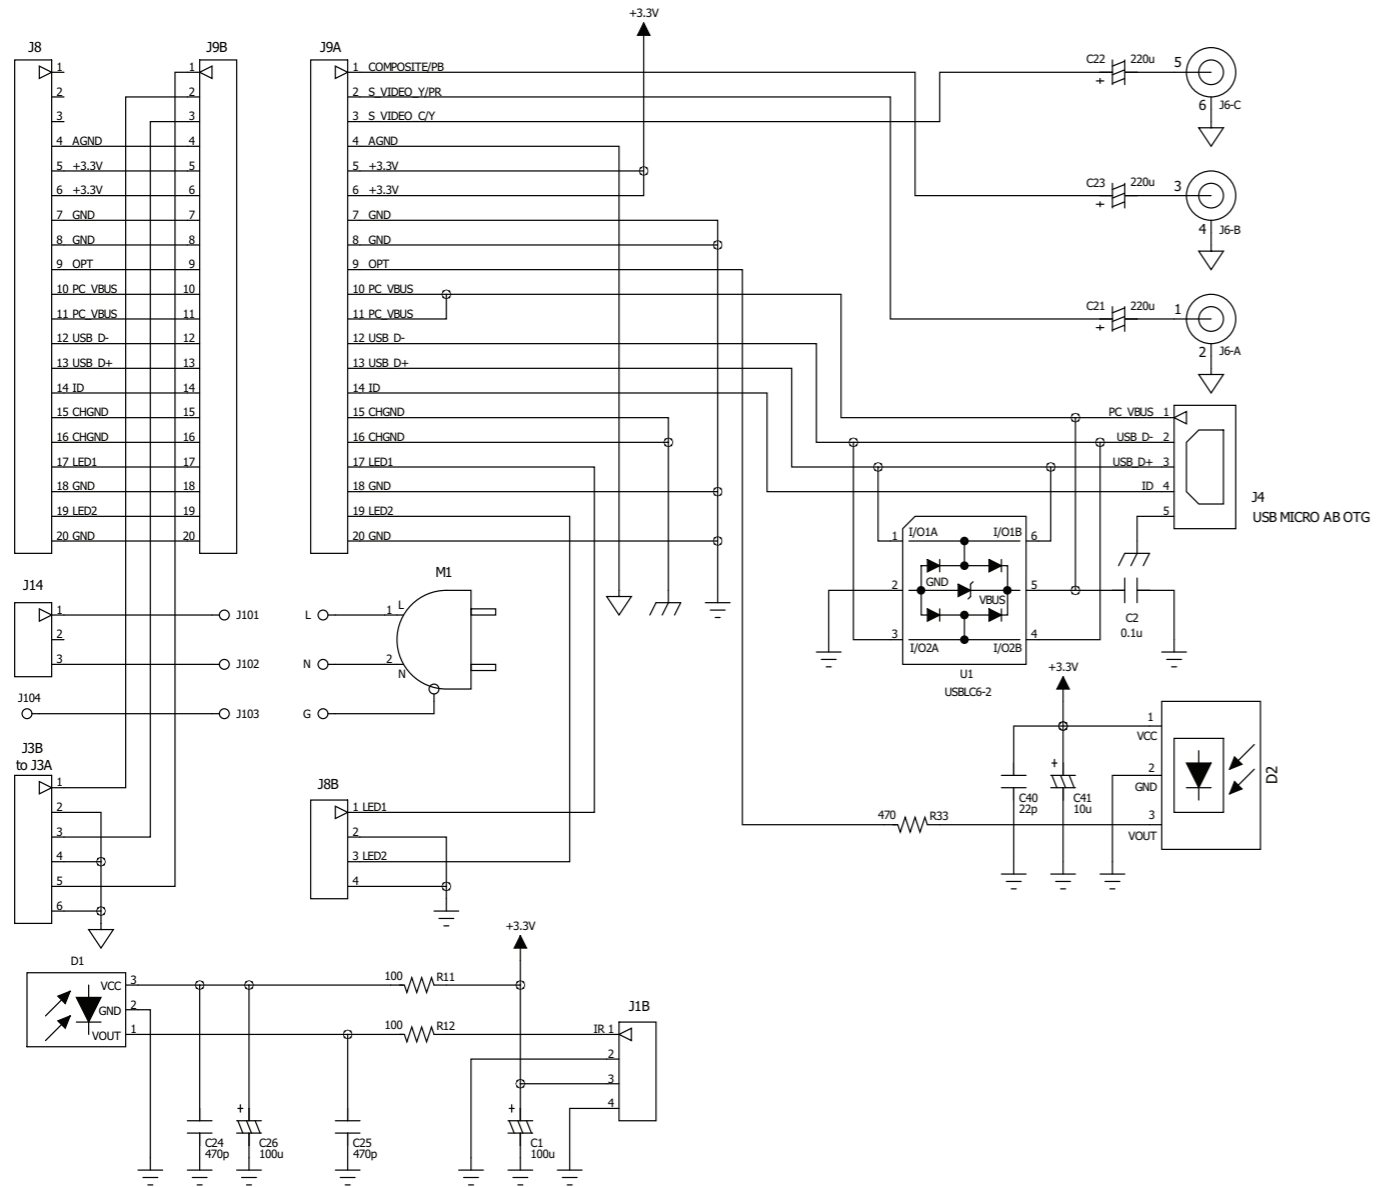 +3.3V
J8 J9B J9A
C22 220u 5
1 1 1 COMPOSITE/PB
6 J6-C
2 2 2 S_VIDEO_Y/PR
3 3 3 S_VIDEO_C/Y
4 AGND 4 4 AGND
5 +3.3V 5 5 +3.3V
C23 220u 3
6 +3.3V 6 6 +3.3V
7 GND 7 7 GND
4 J6-B
8 GND 8 8 GND
9 OPT 9 9 OPT
10 PC_VBUS 10 10 PC_VBUS
C21 220u 1
11 PC_VBUS 11 11 PC_VBUS
12 USB D- 12 12 USB D-
2 J6-A
13 USB D+ 13 13 USB D+
14 ID 14 14 ID
15 CHGND 15 15 CHGND
PC_VBUS 1
16 CHGND 16 16 CHGND
USB D- 2
17 LED1 17 17 LED1
USB D+ 3
18 GND 18 18 GND
ID 4
J4
19 LED2 19 19 LED2
5
USB MICRO AB OTG
20 GND 20 20 GND
1 I/O1A I/O1B 6
J14
M1
2 GND 5
VBUS
C2
0.1u
3 I/O2A I/O2B 4
U1
USBLC6-2
1 J101 L 1 L
2
3 J102 N 2 N
J104 J103 G
+3.3V
1
VCC
2
GND
3
VOUT
D2
C40
22p
+
C41
10u
470 R33
J3B
to J3A
1
2
3
4
5
6
J8B
1 LED1
2
3 LED2
4
+3.3V
D1
VCC 3
GND 2
VOUT 1
100 R11
100 R12
J1B
IR 1
2
3
4
C24
470p
+
C26
100u
C25
470p
+
C1
100u
+
+
+